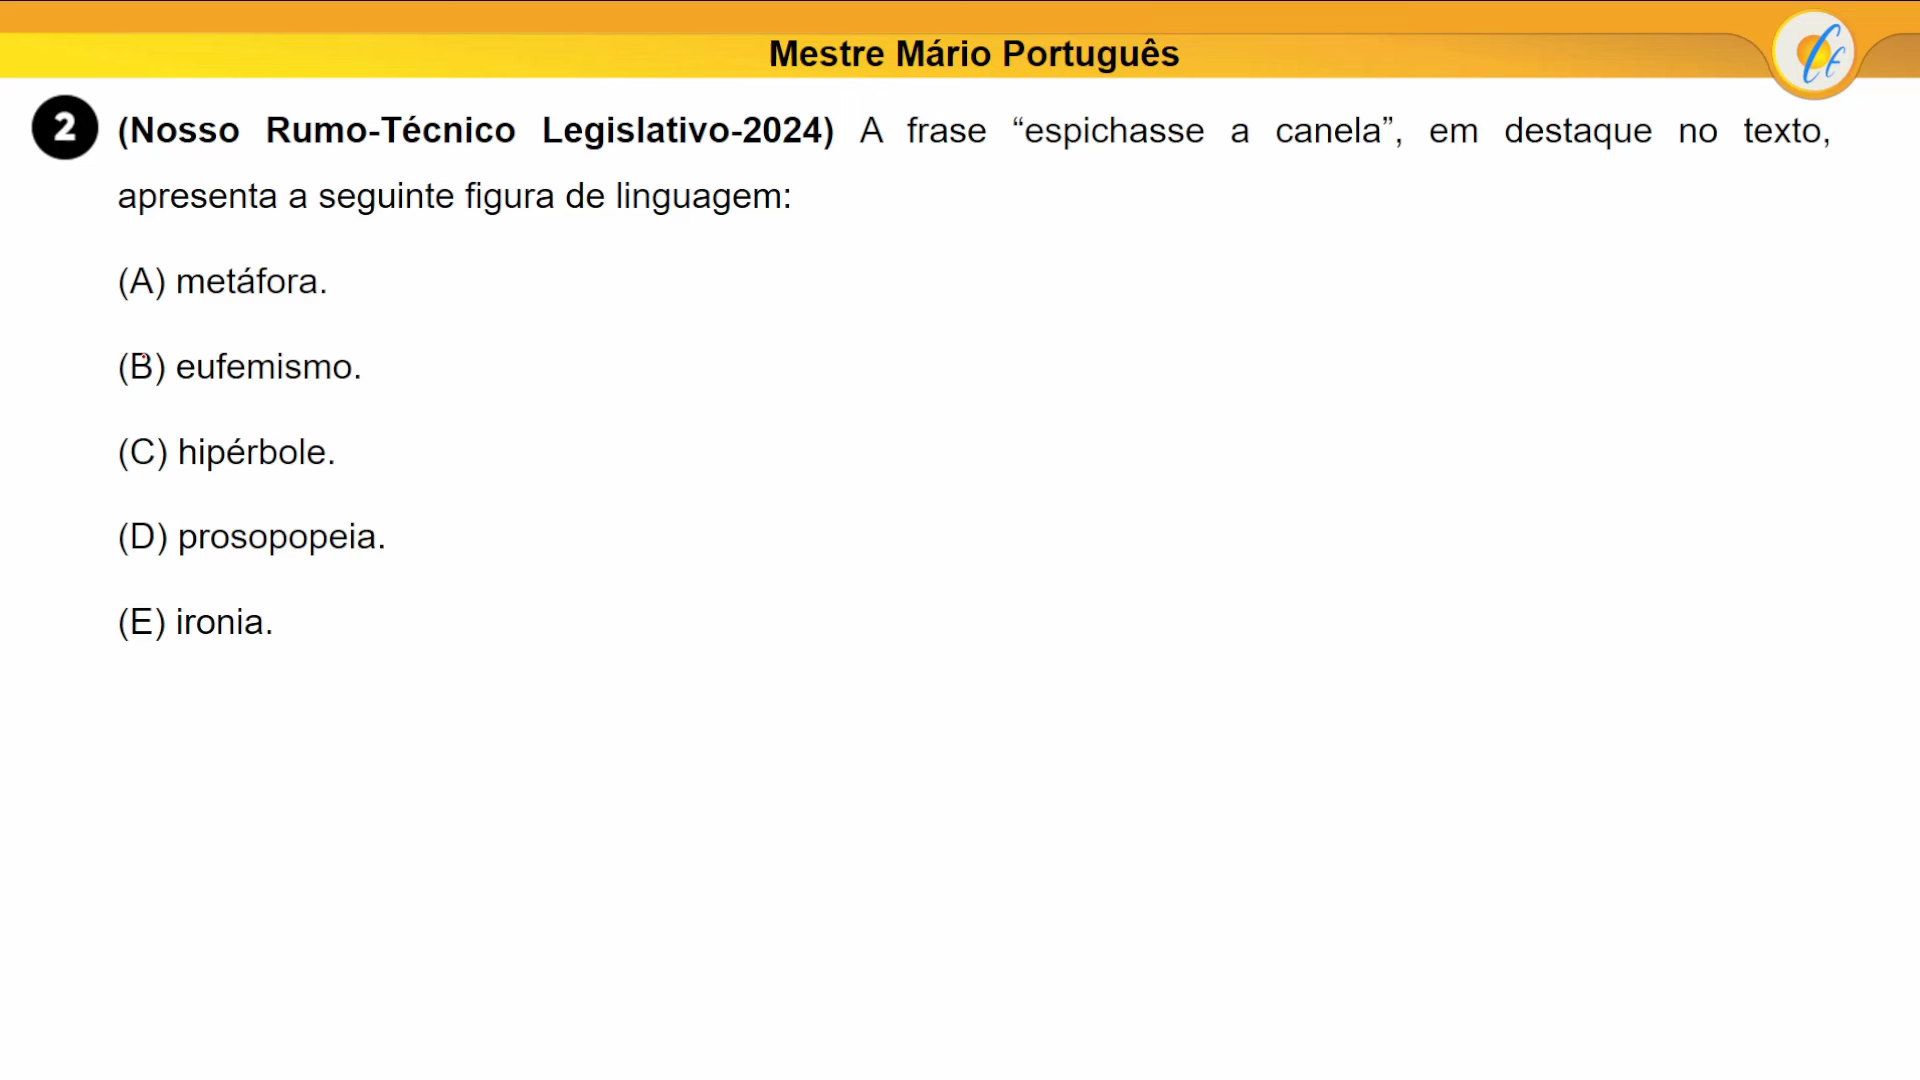 Mestre Mário Português
2 (Nosso Rumo-Técnico Legislativo-2024) A frase “espichasse a canela”, em destaque no texto,
apresenta a seguinte figura de linguagem:
(A) metáfora.
(B) eufemismo.
(C) hipérbole.
(D) prosopopeia.
(E) ironia.